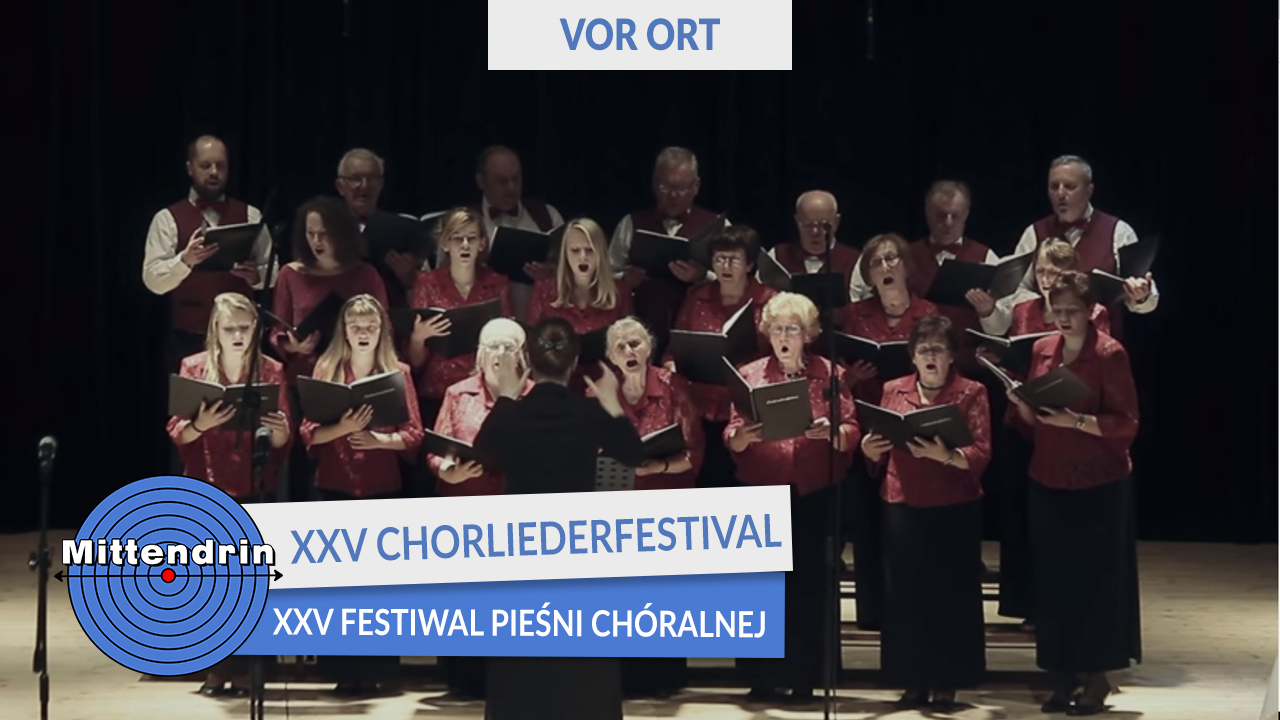 VOR ORT
Mittendrin
XXV CHORLIEDERFESTIVAL
XXV FESTIWAL PIEŚNI CHÓRALNEJ